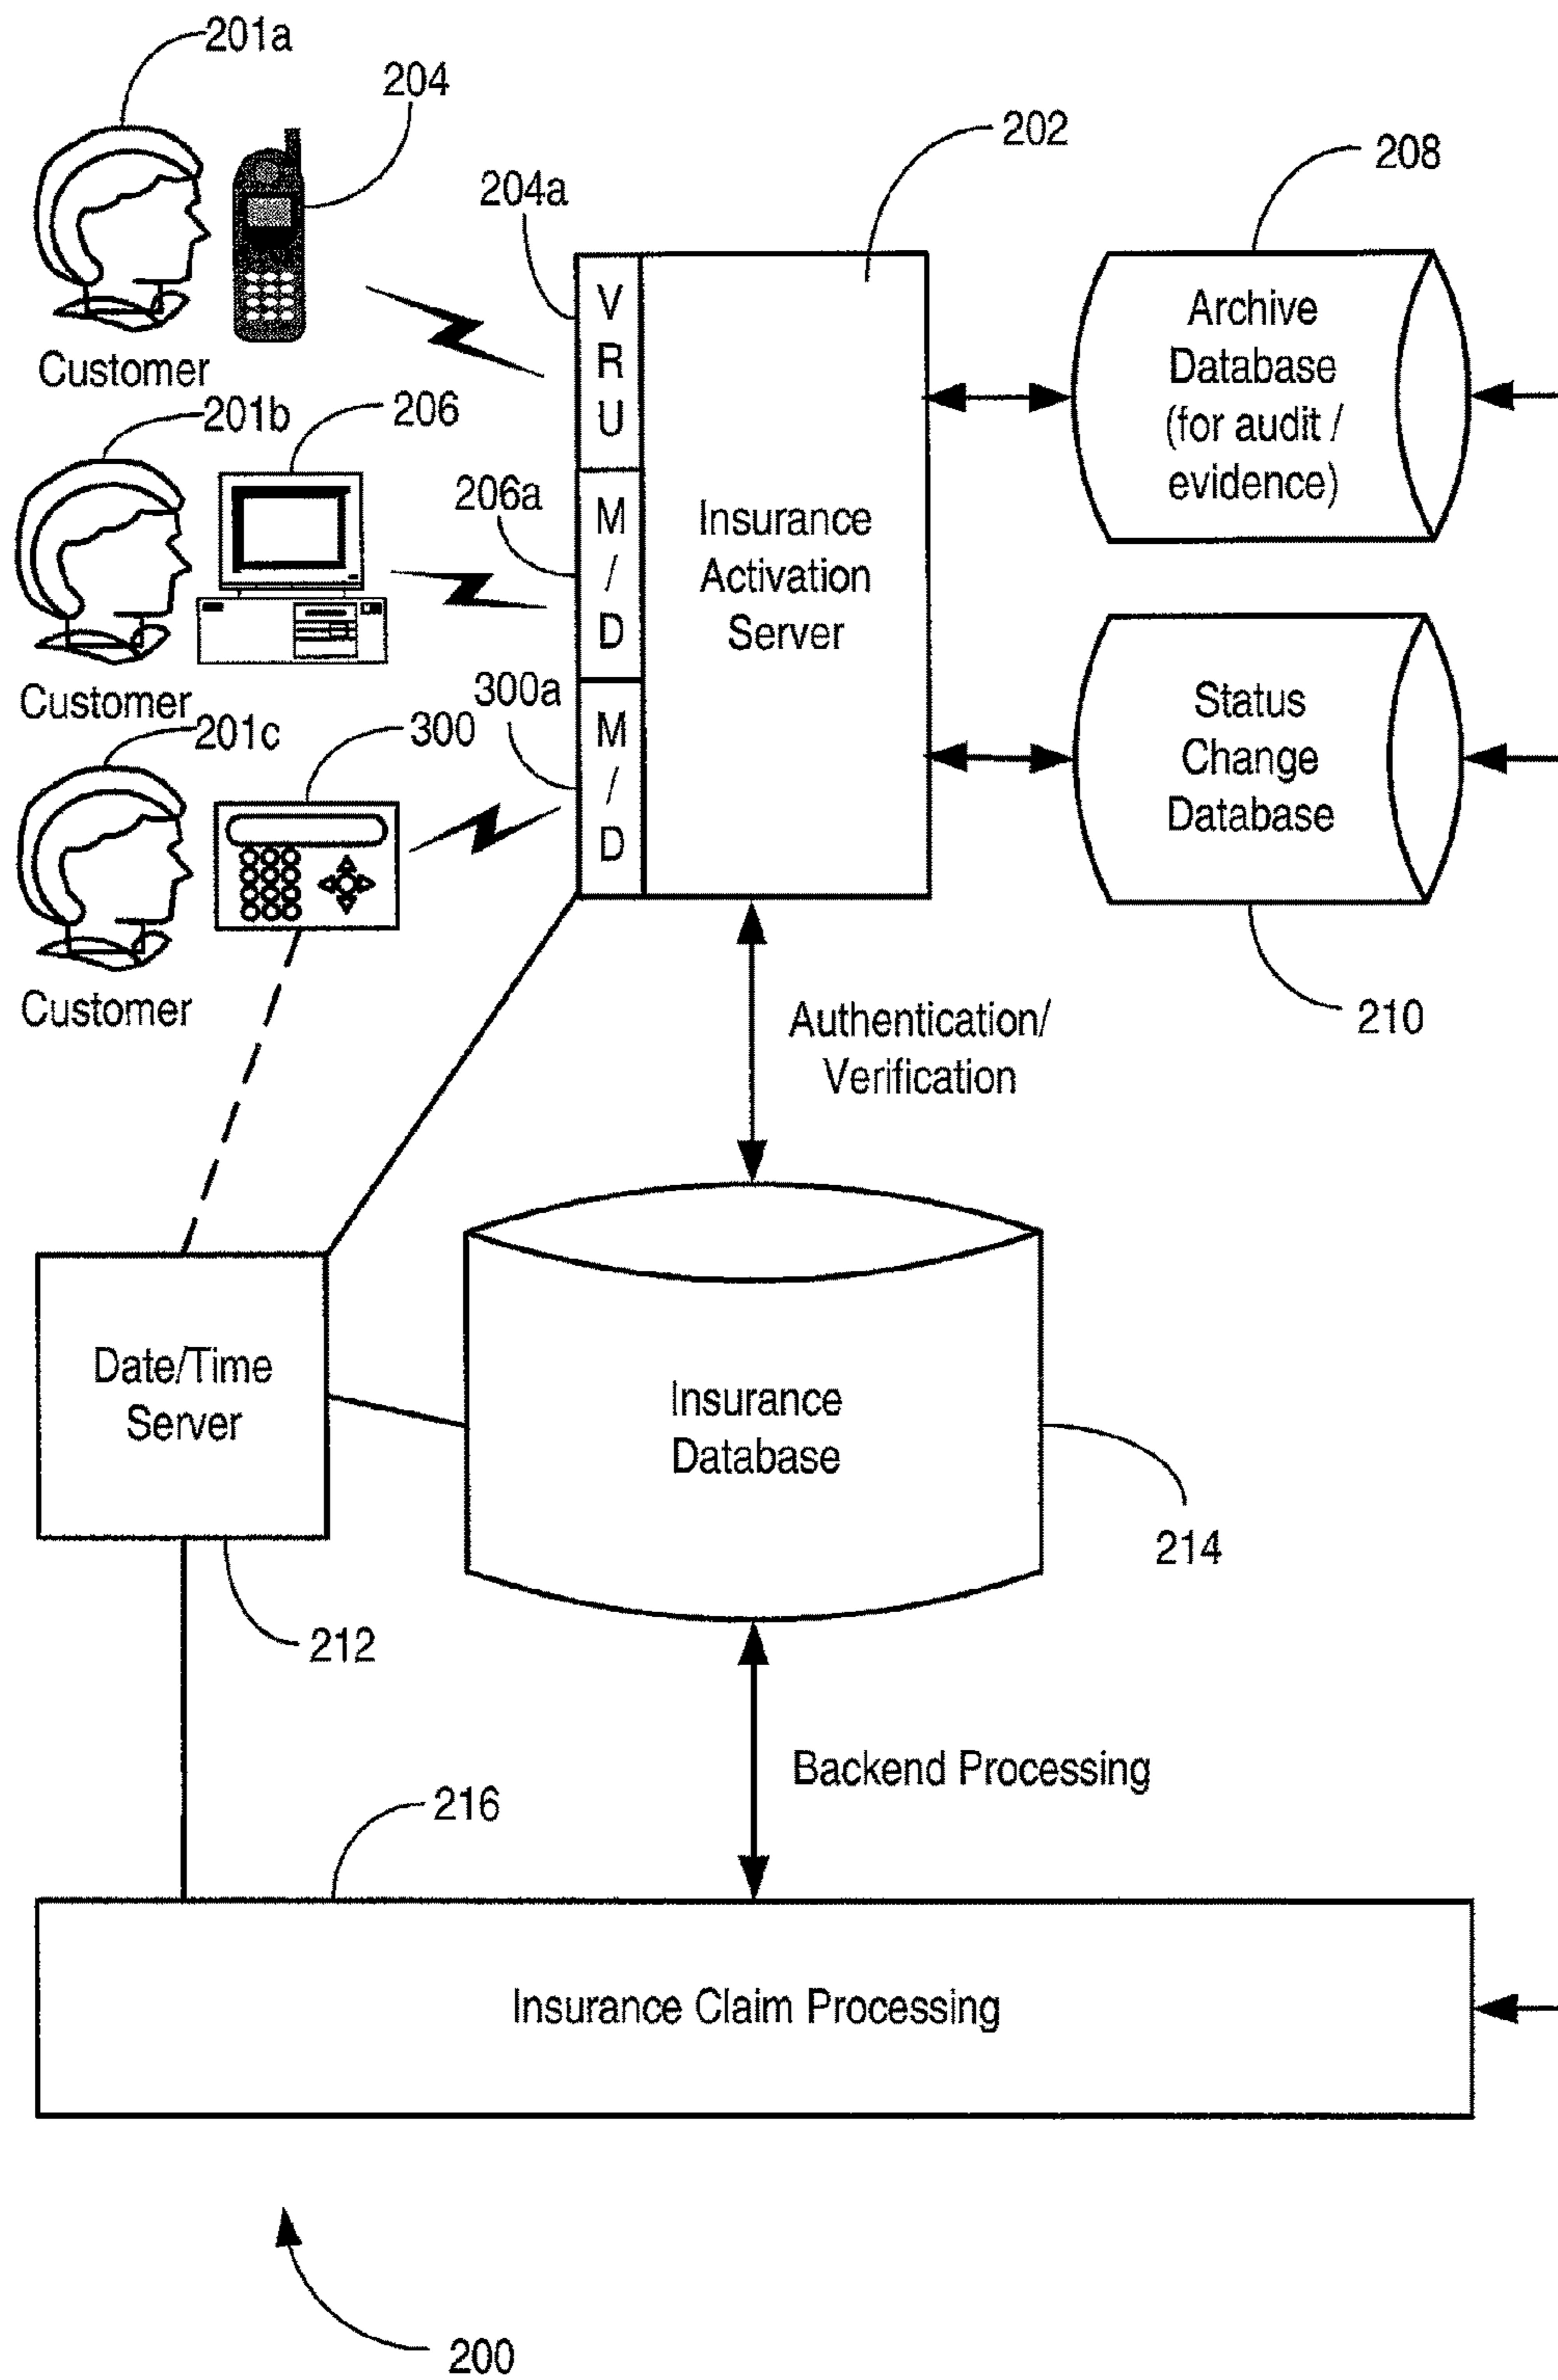 201a
204
202
208
204a
V
R
U
Archive
Database
(for audit /
evidence)
Customer
201b
206
206a
M
/
D
Insurance
Activation
Server
Customer
201c
300
300a
M
/
D
Status
Change
Database
Customer
210
Authentication/
Verification
Date/Time
Server
Insurance
Database
214
212
Backend Processing
216
Insurance Claim Processing
200